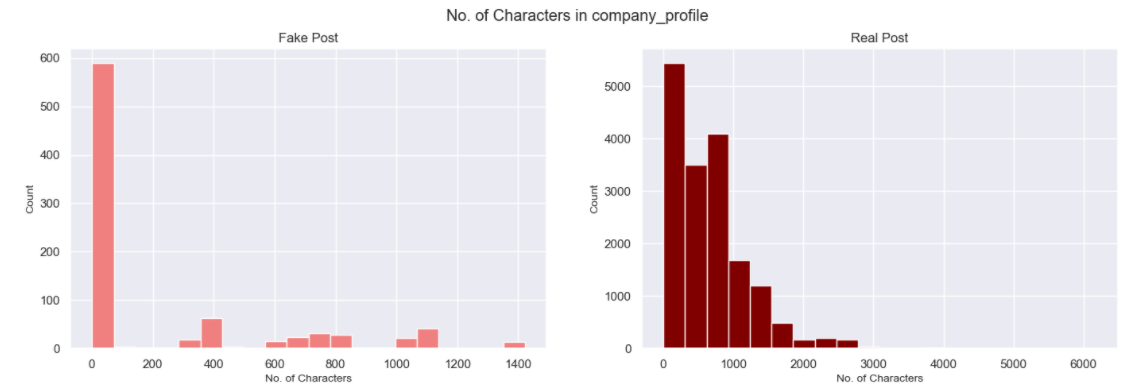 No. of Characters in company_profile
Fake Post
600
500
400
300
200
100
0
Count
0 200 400 600 800 1000 1200 1400
No. of Characters
Real Post
5000
4000
3000
2000
1000
0
Count
0 1000 2000 3000 4000 5000 6000
No. of Characters